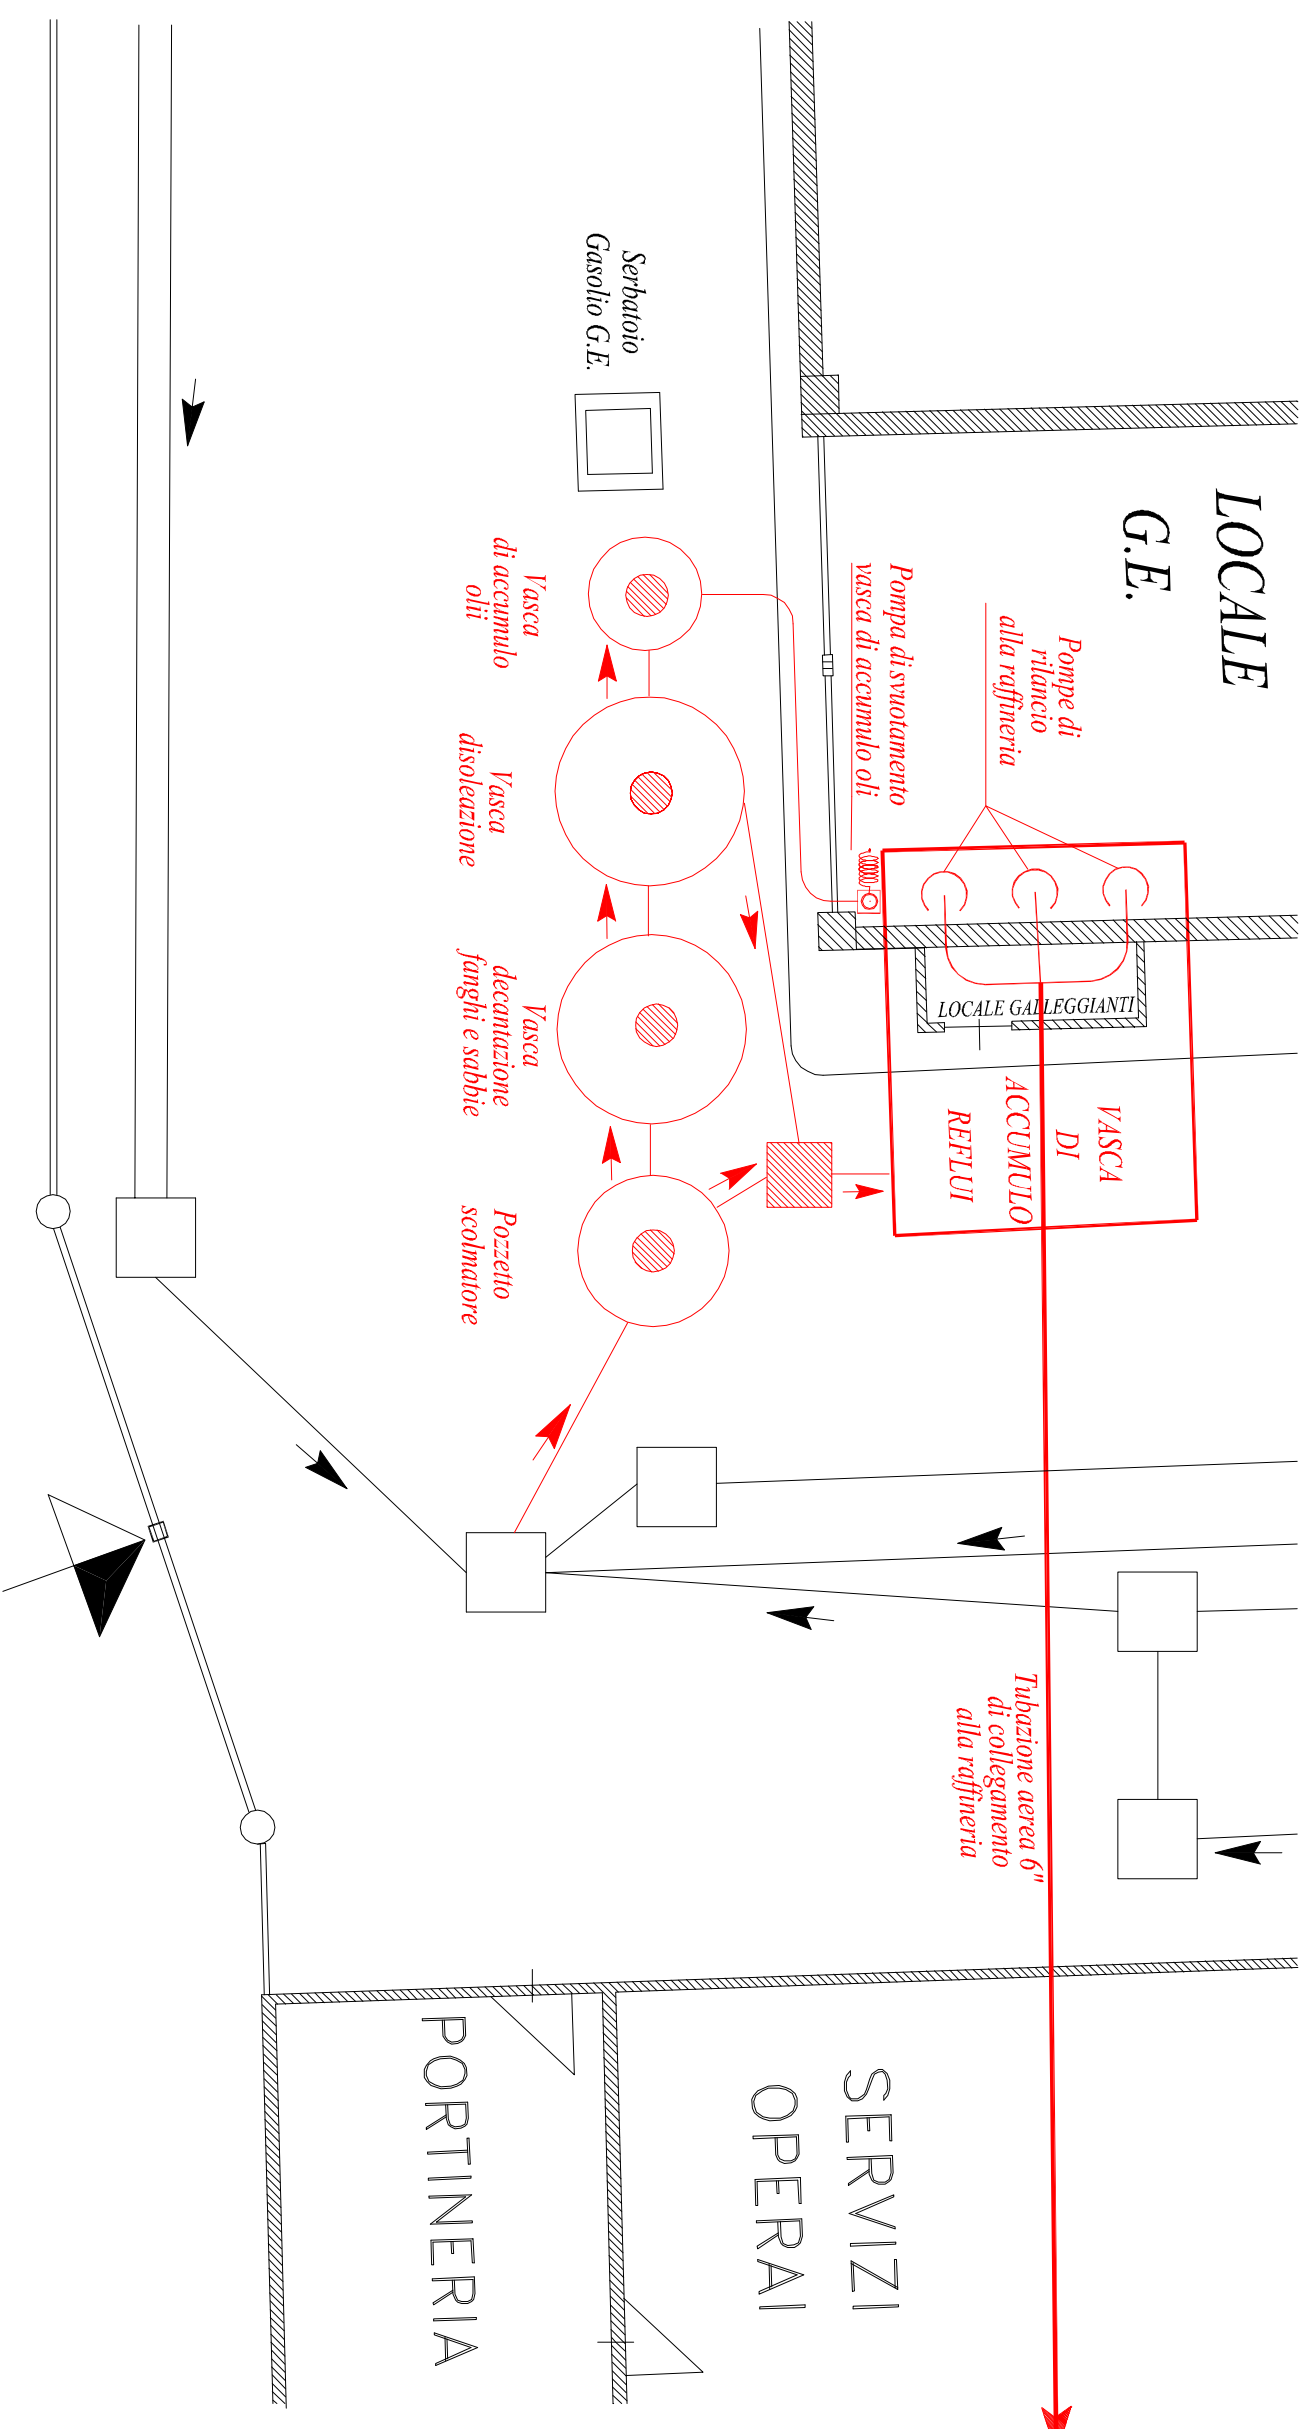 LOCALE
G.E.
Serbatoio
Gasolio G.E.
Pompe di
rilancio
alla raffineria
Pompa di svuotamento
vasca di accumulo oli
Vasca
di accumulo
olii
Vasca
disoleazione
Vasca
decantazione
fanghi e sabbie
Pozzetto
scolmatore
LOCALE GALLEGGIANTI
VASCA
DI
ACCUMULO
REFLUI
Tubazione aerea 6"
di collegamento
alla raffineria
SERVIZI
OPERAI
PORTINERIA